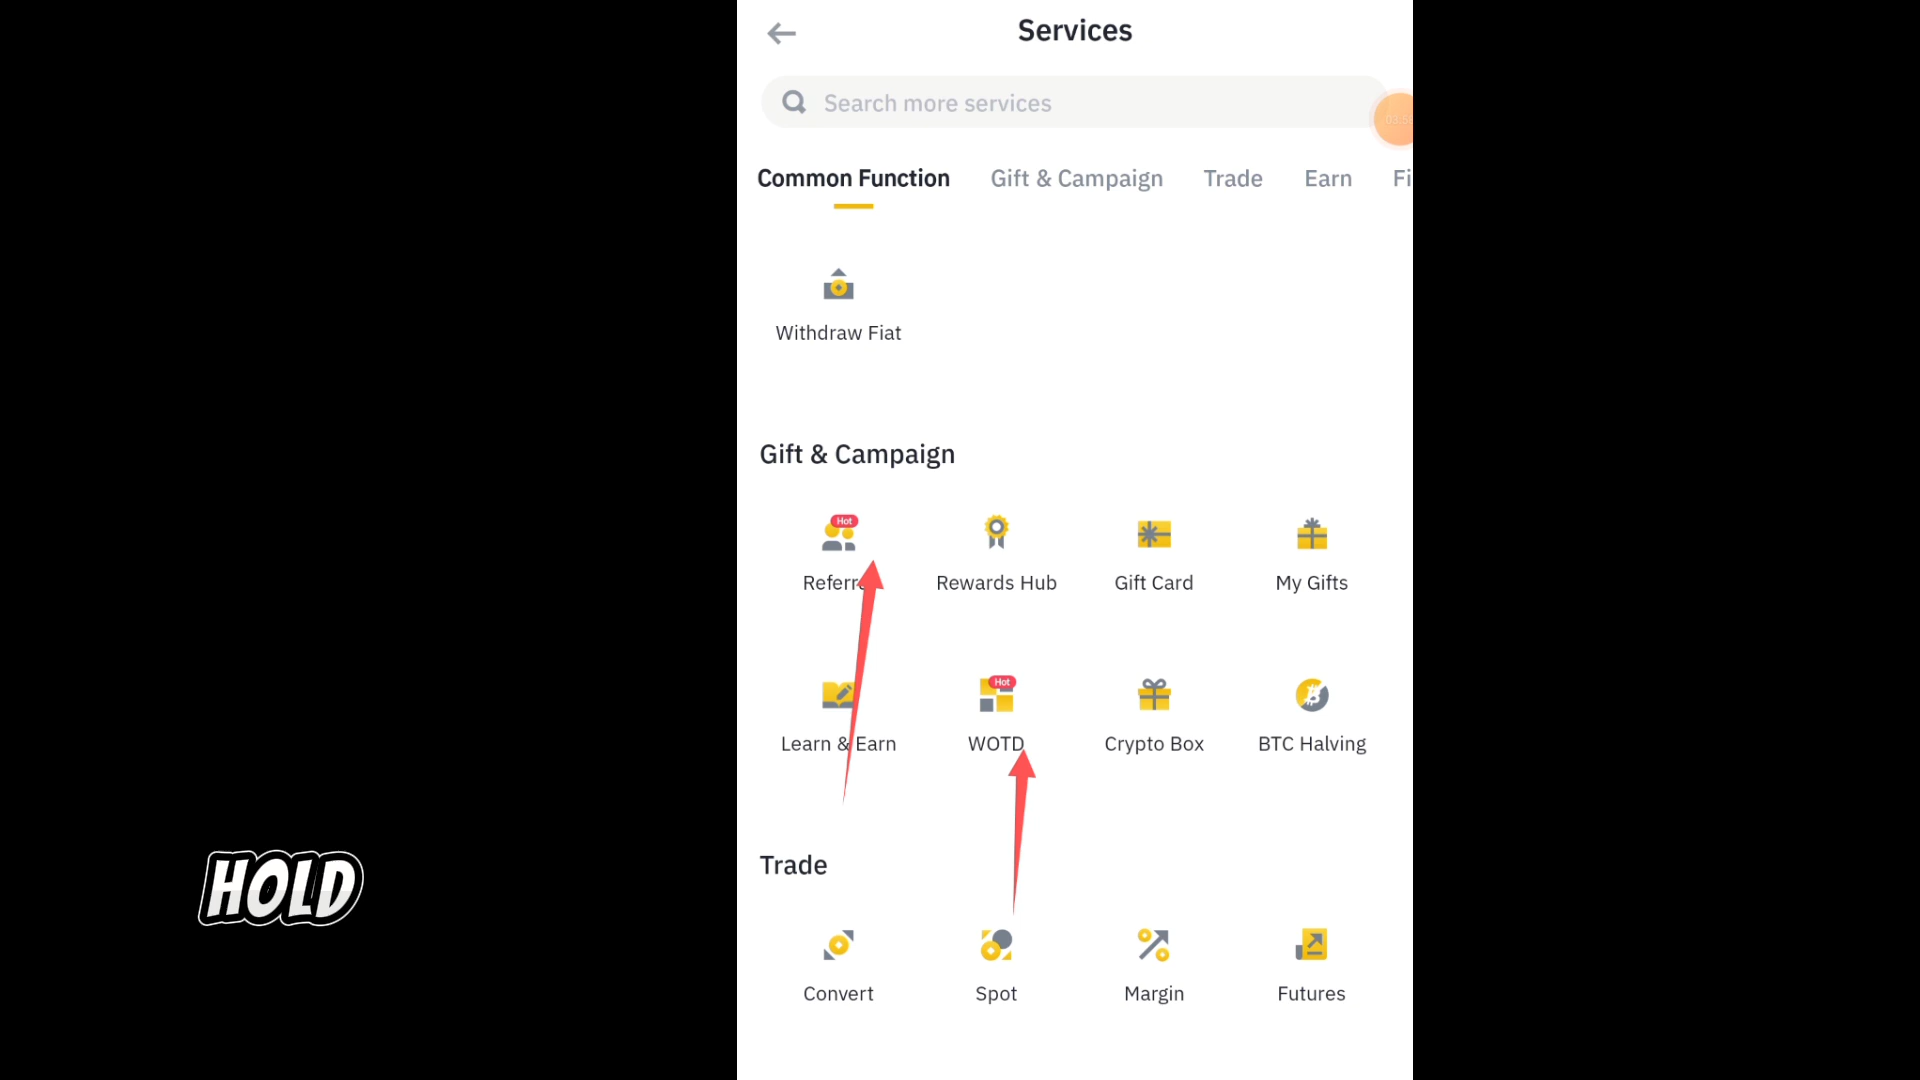 Services
Search more services
Common Function Gift & Campaign Trade Earn Fi
Withdraw Fiat
Gift & Campaign
Hot
Rewards Hub Gift Card My Gifts
Hot
Learn & Earn WOTD Crypto Box BTC Halving
HOLD
Trade
Convert Spot Margin Futures